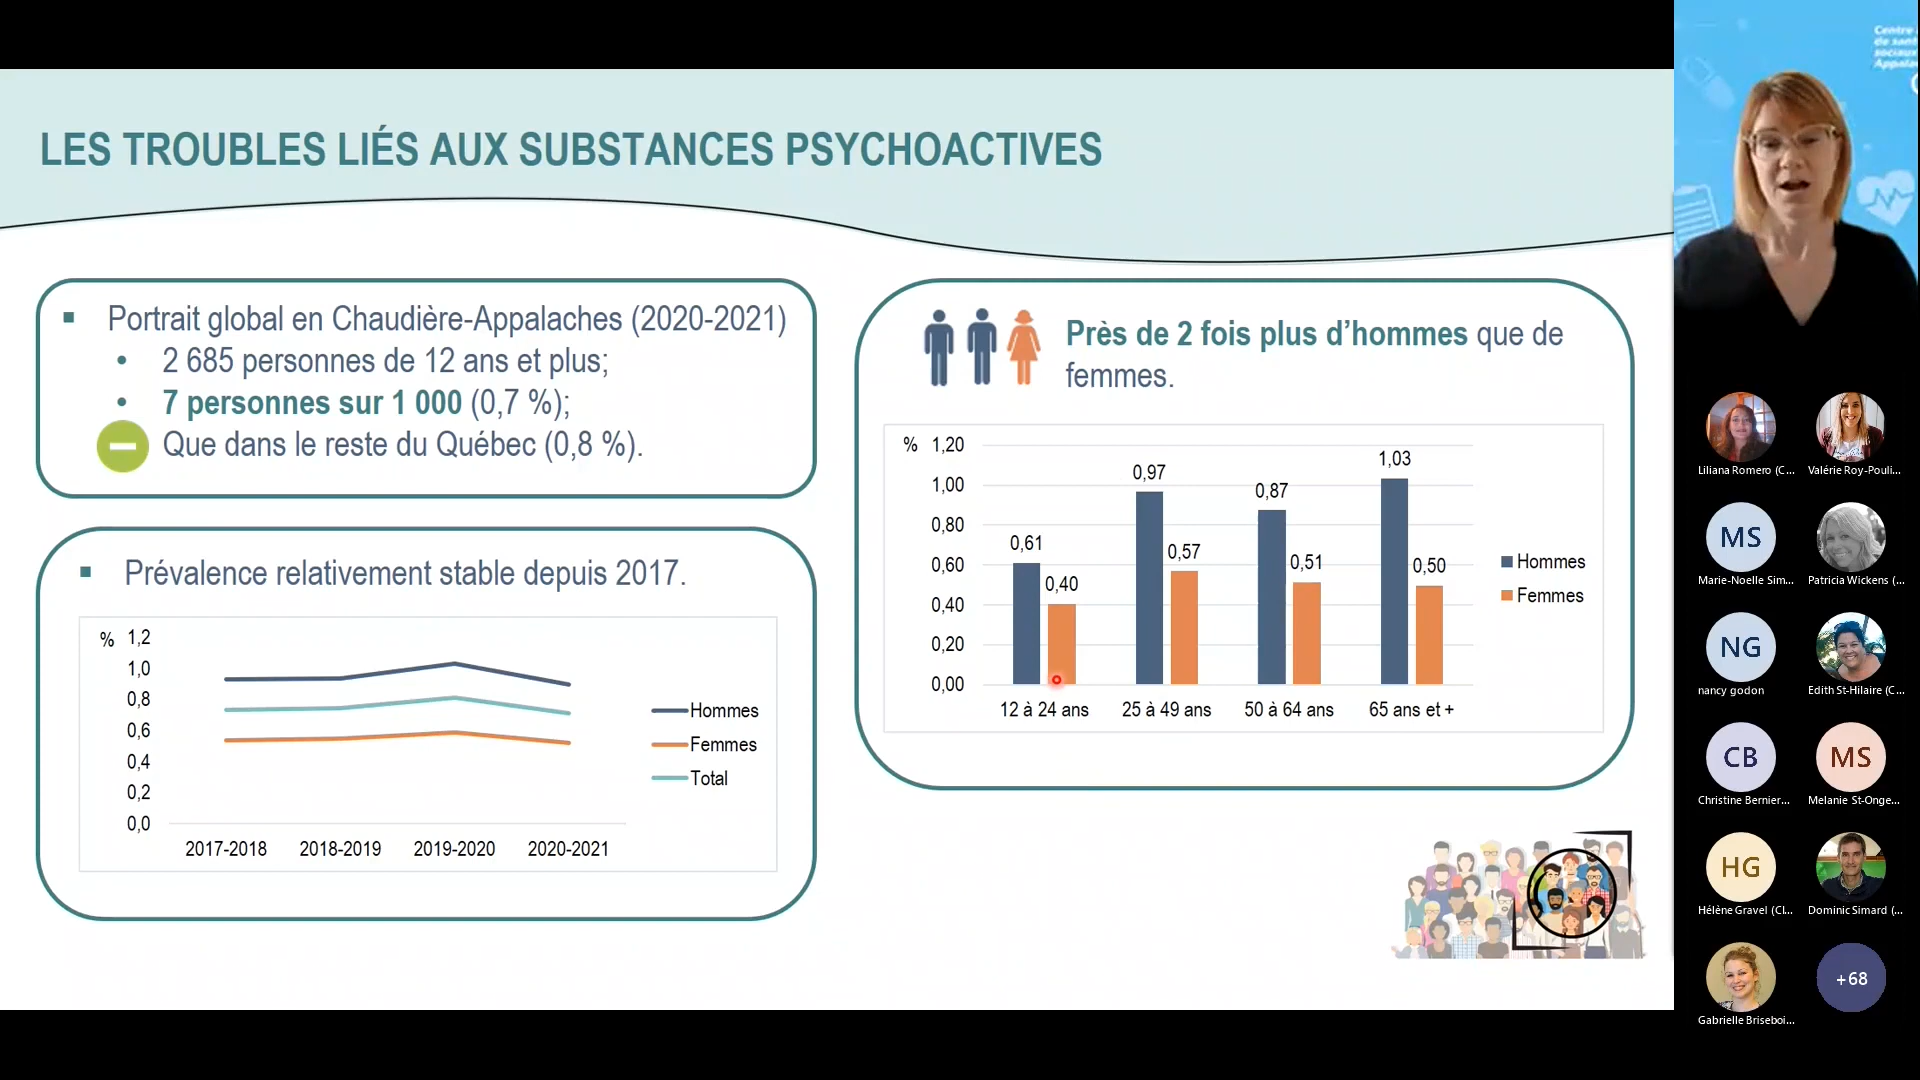 LES TROUBLES LIÉS AUX SUBSTANCES PSYCHOACTIVES
Portrait global en Chaudière-Appalaches (2020-2021)
2 685 personnes de 12 ans et plus;
7 personnes sur 1 000 (0,7 %);
Que dans le reste du Québec (0,8 %).
Prévalence relativement stable depuis 2017.
%
1,2
1,0
0,8
0,6
0,4
0,2
0,0
2017-2018 2018-2019 2019-2020 2020-2021
Hommes
Femmes
Total
Près de 2 fois plus d’hommes que de
femmes.
%
1,20
1,00
0,80
0,60
0,40
0,20
0,00
0,61
0,40
0,97
0,57
0,87
0,51
1,03
0,50
12 à 24 ans 25 à 49 ans 50 à 64 ans 65 ans et +
Hommes
Femmes
Centre
de sant
sociaux
Appala
Liliana Romero (C...
Valérie Roy-Pouli...
MS
Marie-Noelle Sim...
Patricia Wickens (...
NG
nancy godon
Edith St-Hilaire (C...
CB
Christine Bernier...
MS
Melanie St-Onge...
HG
Hélène Gravel (CI...
Dominic Simard (...
Gabrielle Briseboi...
+68